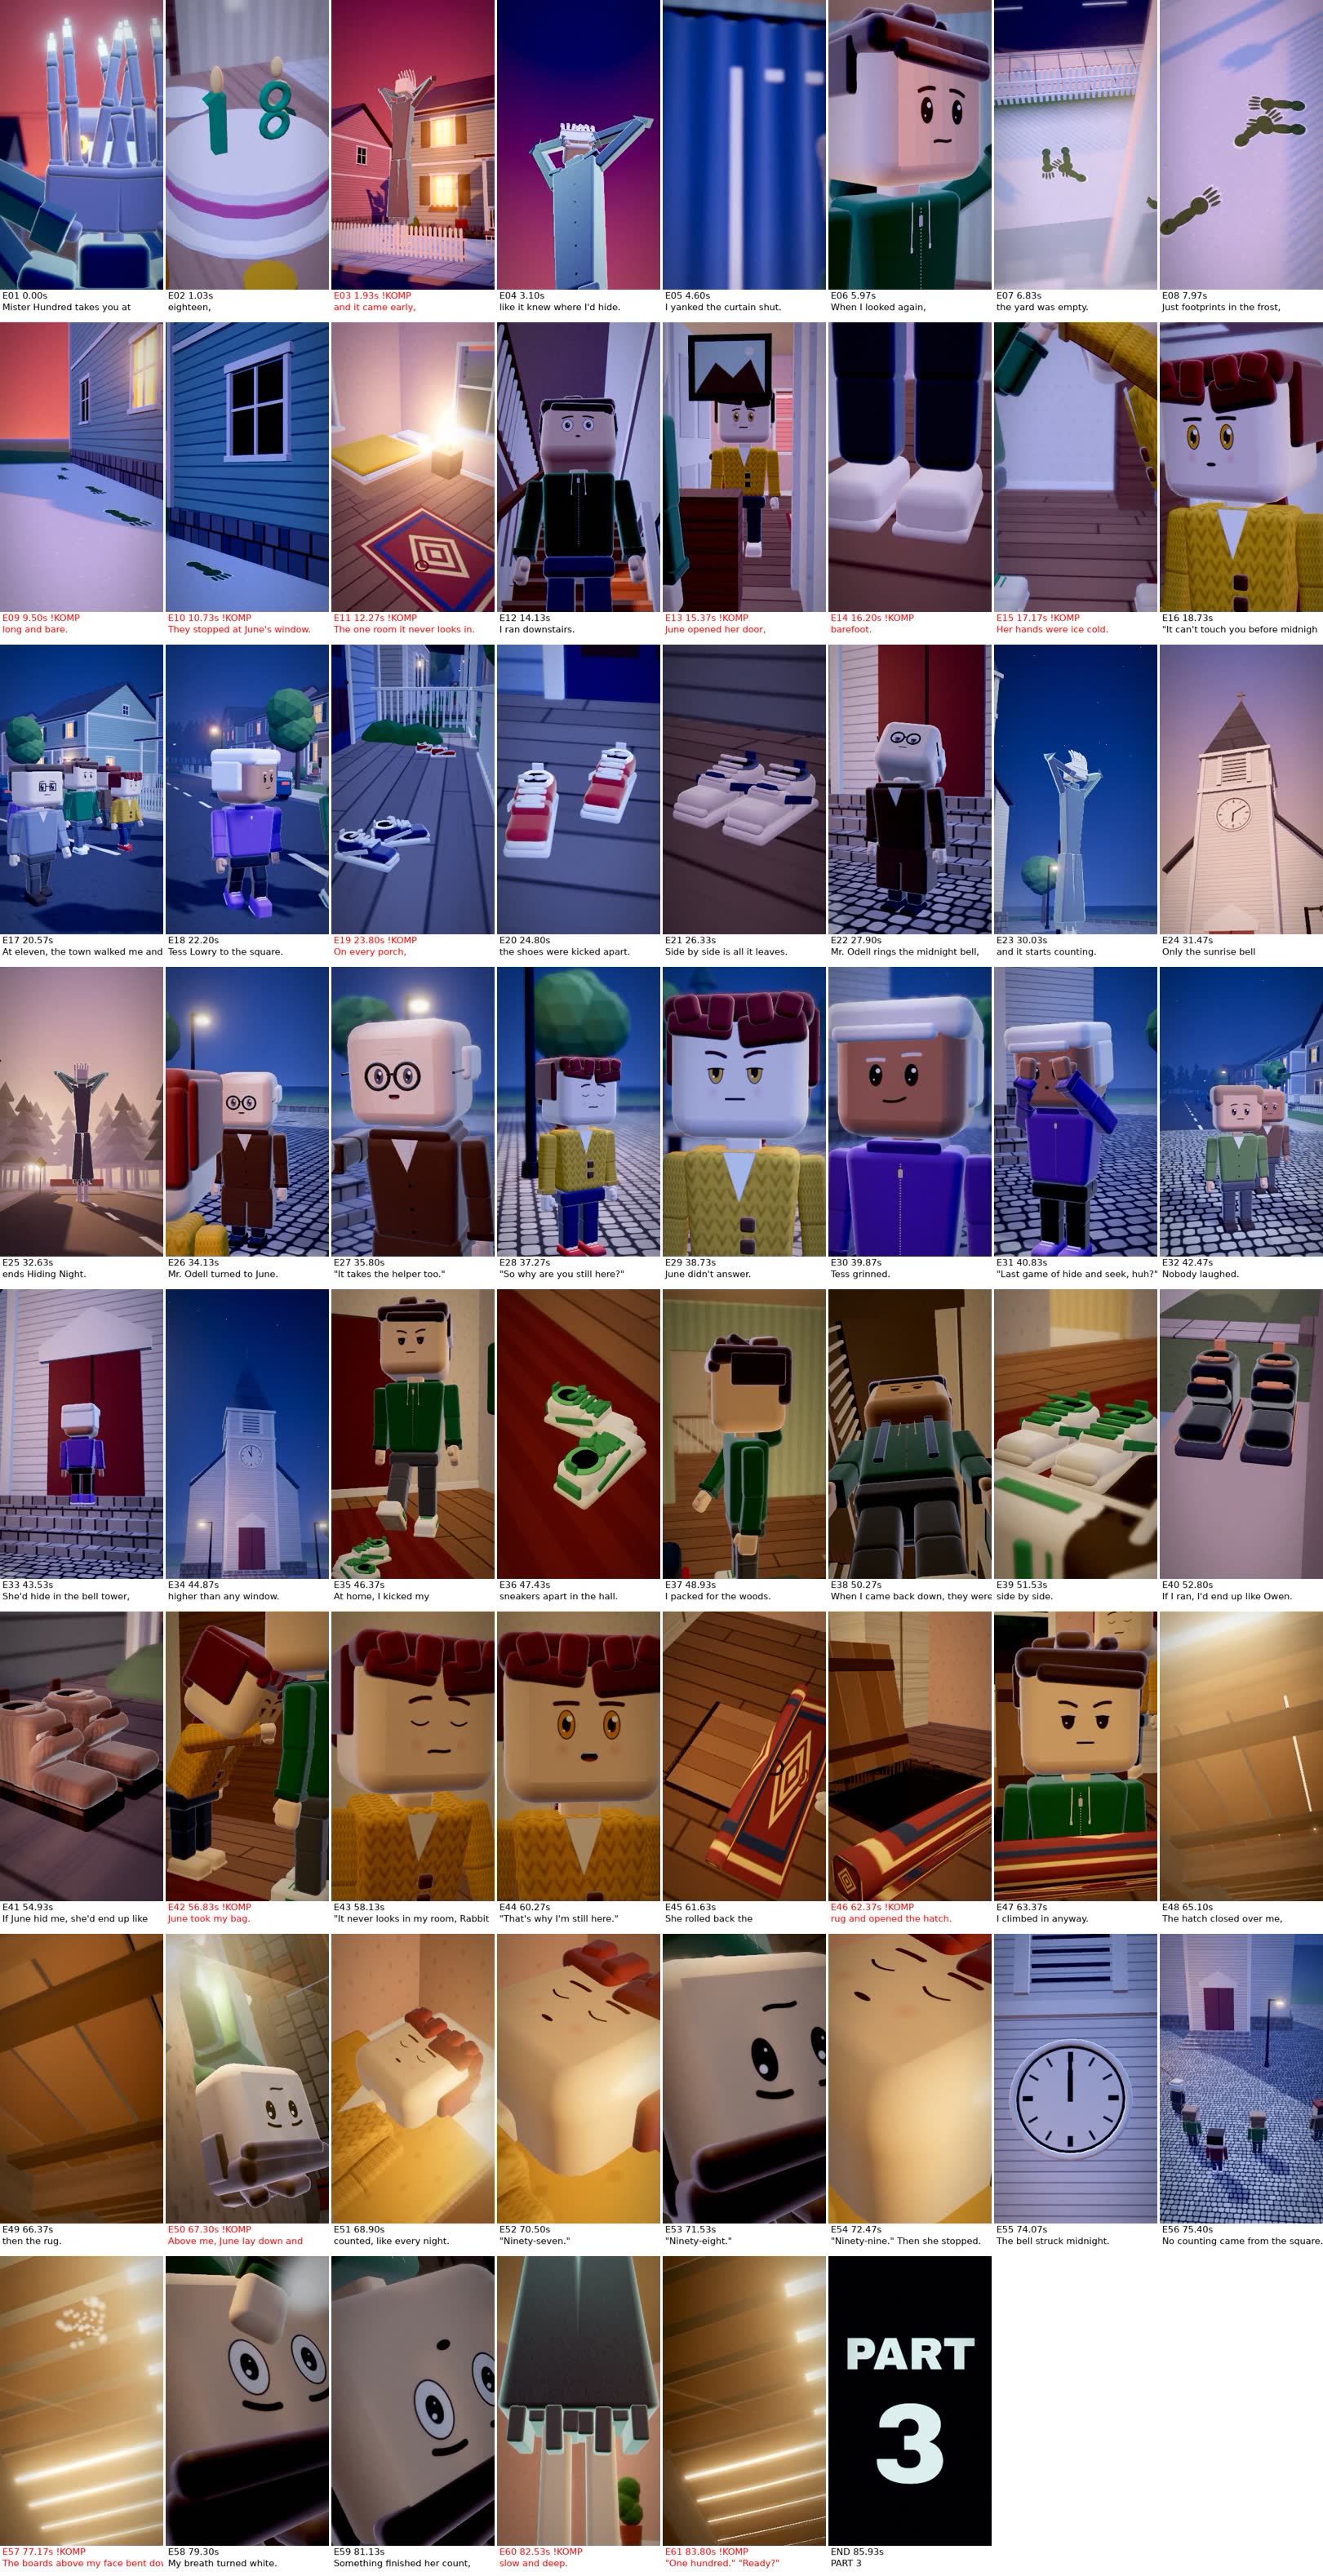 18
E01 0.00s
Mister Hundred takes you at
E02 1.03s
eighteen,
E03 1.93s !KOMP
and it came early,
E04 3.10s
like it knew where I'd hide.
E05 4.60s
I yanked the curtain shut.
E06 5.97s
When I looked again,
E07 6.83s
the yard was empty.
E08 7.97s
Just footprints in the frost,
E09 9.50s !KOMP
long and bare.
E10 10.73s !KOMP
They stopped at June's window.
E11 12.27s !KOMP
The one room it never looks in.
E12 14.13s
I ran downstairs.
E13 15.37s !KOMP
June opened her door,
E14 16.20s !KOMP
barefoot.
E15 17.17s !KOMP
Her hands were ice cold.
E16 18.73s
"It can't touch you before midnigh
E17 20.57s
At eleven, the town walked me and
E18 22.20s
Tess Lowry to the square.
E19 23.80s !KOMP
On every porch,
E20 24.80s
the shoes were kicked apart.
E21 26.33s
Side by side is all it leaves.
E22 27.90s
Mr. Odell rings the midnight bell,
E23 30.03s
and it starts counting.
E24 31.47s
Only the sunrise bell
E25 32.63s
ends Hiding Night.
E26 34.13s
Mr. Odell turned to June.
E27 35.80s
"It takes the helper too."
E28 37.27s
"So why are you still here?"
E29 38.73s
June didn't answer.
E30 39.87s
Tess grinned.
E31 40.83s
"Last game of hide and seek, huh?"
E32 42.47s
Nobody laughed.
E33 43.53s
She'd hide in the bell tower,
E34 44.87s
higher than any window.
E35 46.37s
At home, I kicked my
E36 47.43s
sneakers apart in the hall.
E37 48.93s
I packed for the woods.
E38 50.27s
When I came back down, they were
E39 51.53s
side by side.
E40 52.80s
If I ran, I'd end up like Owen.
E41 54.93s
If June hid me, she'd end up like
E42 56.83s !KOMP
June took my bag.
E43 58.13s
"It never looks in my room, Rabbit
E44 60.27s
"That's why I'm still here."
E45 61.63s
She rolled back the
E46 62.37s !KOMP
rug and opened the hatch.
E47 63.37s
I climbed in anyway.
E48 65.10s
The hatch closed over me,
E49 66.37s
then the rug.
E50 67.30s !KOMP
Above me, June lay down and
E51 68.90s
counted, like every night.
E52 70.50s
"Ninety-seven."
E53 71.53s
"Ninety-eight."
E54 72.47s
"Ninety-nine." Then she stopped.
E55 74.07s
The bell struck midnight.
E56 75.40s
No counting came from the square.
E57 77.17s !KOMP
The boards above my face bent dow
E58 79.30s
My breath turned white.
E59 81.13s
Something finished her count,
E60 82.53s !KOMP
slow and deep.
E61 83.80s !KOMP
"One hundred." "Ready?"
PART
3
END 85.93s
PART 3